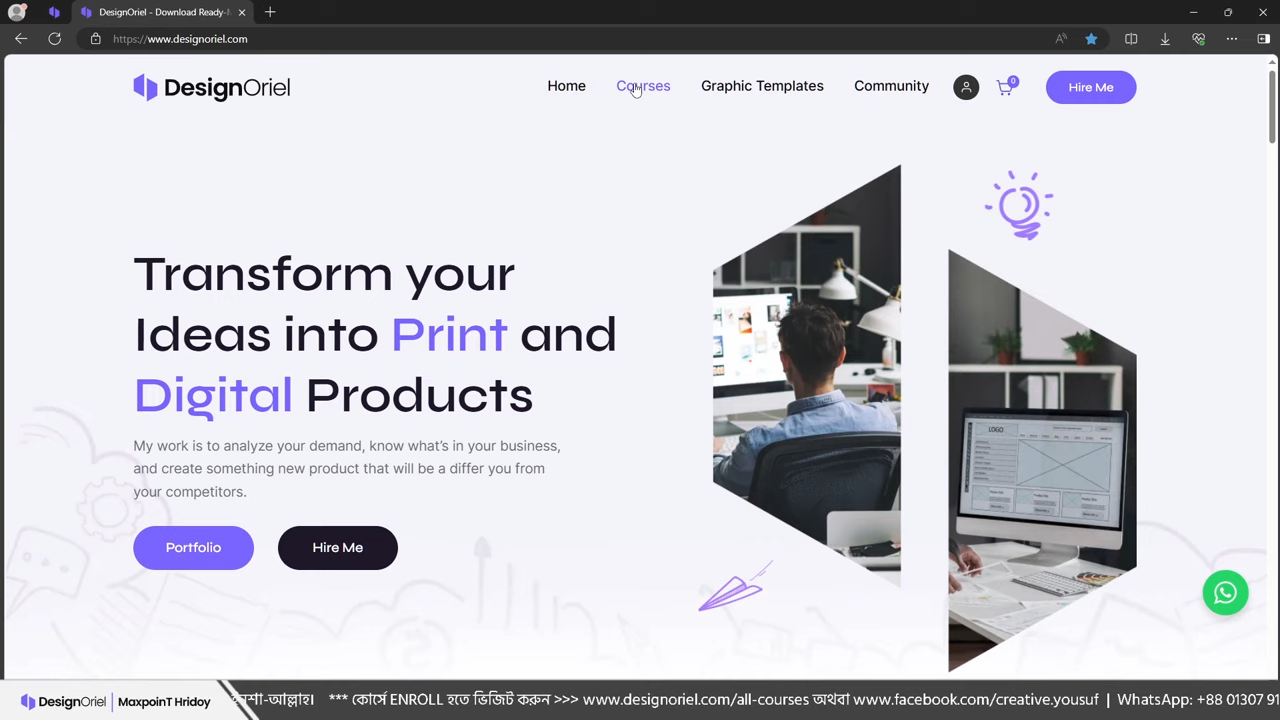 DesignOriel - Download Ready-
https://www.designoriel.com
DesignOriel
Home
Courses
Graphic Templates
Community
0
Hire Me
Transform your
Ideas into Print and
Digital Products
My work is to analyze your demand, know what's in your business,
and create something new product that will be a differ you from
your competitors.
Portfolio
Hire Me
LOGO
DesignOriel | MaxpoinT Hridoy
শা-আল্লাহ। *** কোর্সে ENROLL হতে ভিজিট করুন >>> www.designoriel.com/all-courses অথবা www.facebook.com/creative.yousuf | WhatsApp: +88 01307 91